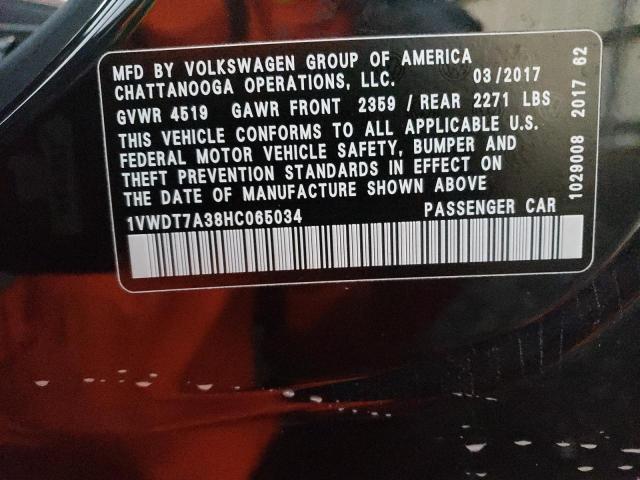 MFD BY VOLKSWAGEN GROUP OF AMERICA
CHATTANOOGA OPERATIONS, LLC. 03/2017
GVWR 4519 GAWR FRONT 2359 / REAR 2271 LBS
THIS VEHICLE CONFORMS TO ALL APPLICABLE U.S.
FEDERAL MOTOR VEHICLE SAFETY, BUMPER AND
THEFT PREVENTION STANDARDS IN EFFECT ON
THE DATE OF MANUFACTURE SHOWN ABOVE
1VWDT7A38HC065034 PASSENGER CAR
1029008 2017 62